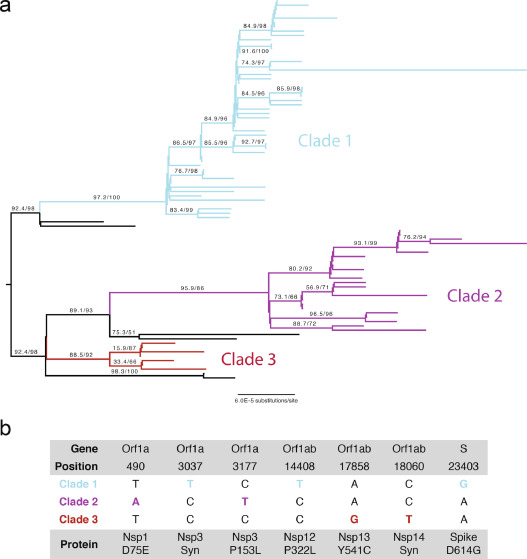 a
84.9/98
91.6/100
74.3/97
84.5/96
85.9/98
84.9/96
Clade 1
86.5/97
85.5/96
92.7/97
76.7/98
97.2/100
83.4/99
92.4/98
76.2/94
93.1/99
80.2/92
95.9/86
56.9/71
Clade 2
73.1/66
96.5/96
89.1/93
88.7/72
75.3/51
15.9/87
Clade 3
88.5/92
92.4/98
33.4/66
98.3/100
6.0E-5 substitutions/site
b
Gene Orf1a Orf1a Orf1a Orf1ab Orf1ab Orf1ab S
Position 490 3037 3177 14408 17858 18060 23403
Clade 1 T T C T A C G
Clade 2 A C T C A C A
Clade 3 T C C C G T A
Protein Nsp1 Nsp3 Nsp3 Nsp12 Nsp13 Nsp14 Spike
D75E Syn P153L P322L Y541C Syn D614G